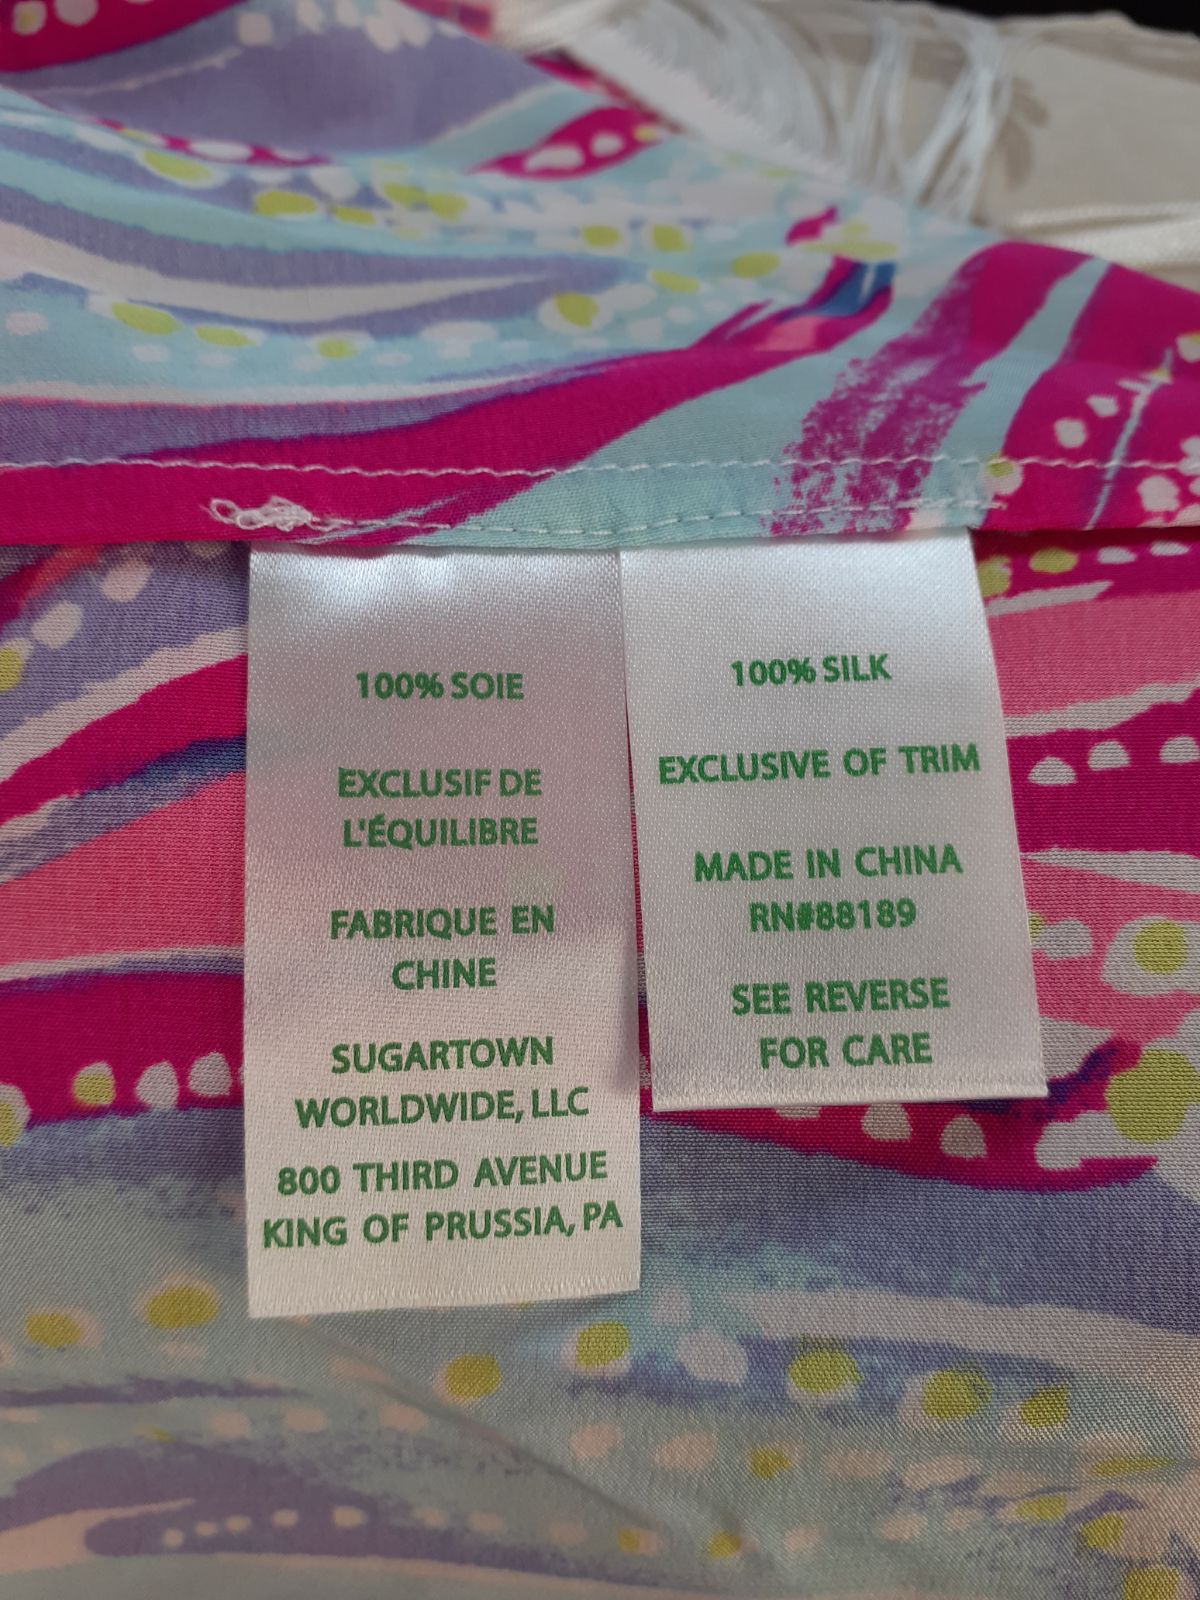 100% SOIE
EXCLUSIF DE
L'ÉQUILIBRE
FABRIQUE EN
CHINE
SUGARTOWN
WORLDWIDE, LLC
800 THIRD AVENUE
KING OF PRUSSIA, PA
100% SILK
EXCLUSIVE OF TRIM
MADE IN CHINA
RN#88189
SEE REVERSE
FOR CARE